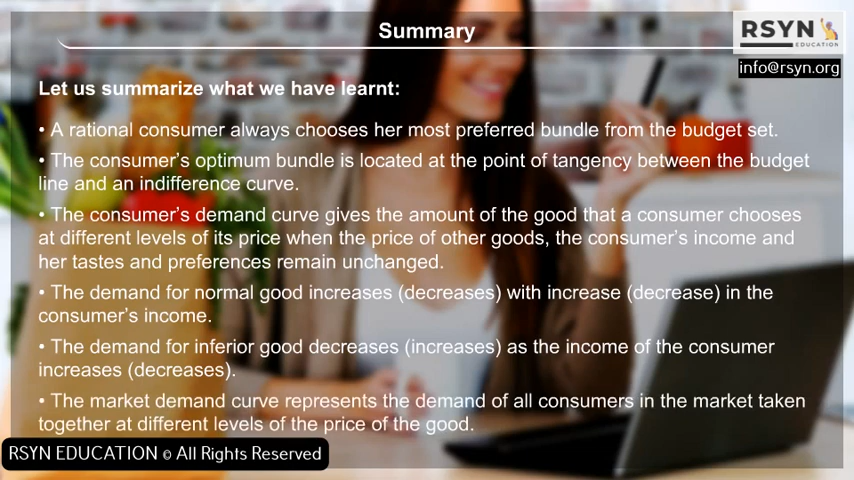 Summary
RSYN
EDUCATION
info@rsyn.org
Let us summarize what we have learnt:
• A rational consumer always chooses her most preferred bundle from the budget set.
• The consumer's optimum bundle is located at the point of tangency between the budget
line and an indifference curve.
• The consumer's demand curve gives the amount of the good that a consumer chooses
at different levels of its price when the price of other goods, the consumer's income and
her tastes and preferences remain unchanged.
• The demand for normal good increases (decreases) with increase (decrease) in the
consumer's income.
• The demand for inferior good decreases (increases) as the income of the consumer
increases (decreases).
• The market demand curve represents the demand of all consumers in the market taken
together at different levels of the price of the good.
RSYN EDUCATION © All Rights Reserved